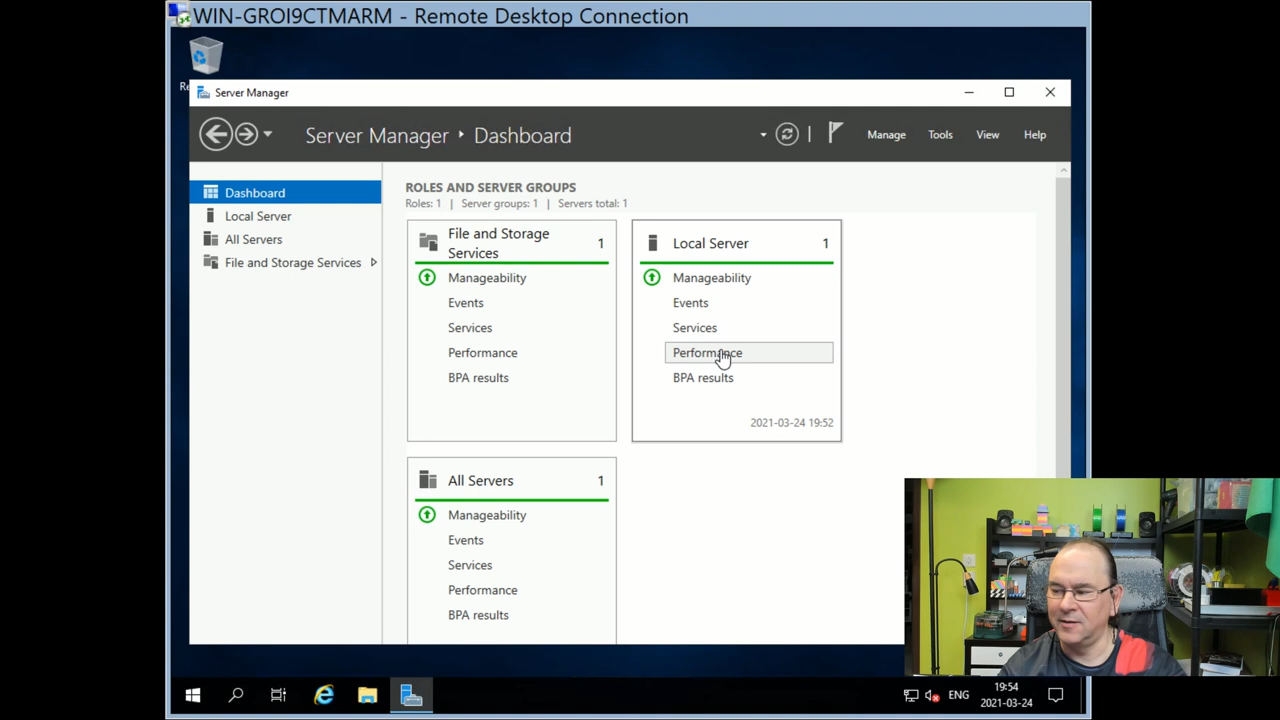 WIN-GROI9CTMARM - Remote Desktop Connection
Re
Server Manager
Server Manager ‣ Dashboard
Manage Tools View Help
Dashboard
Local Server
All Servers
File and Storage Services
ROLES AND SERVER GROUPS
Roles: 1 | Server groups: 1 | Servers total: 1
File and Storage
Services 1
Manageability
Events
Services
Performance
BPA results
Local Server 1
Manageability
Events
Services
Performance
BPA results
2021-03-24 19:52
All Servers 1
Manageability
Events
Services
Performance
BPA results
ENG
19:54
2021-03-24